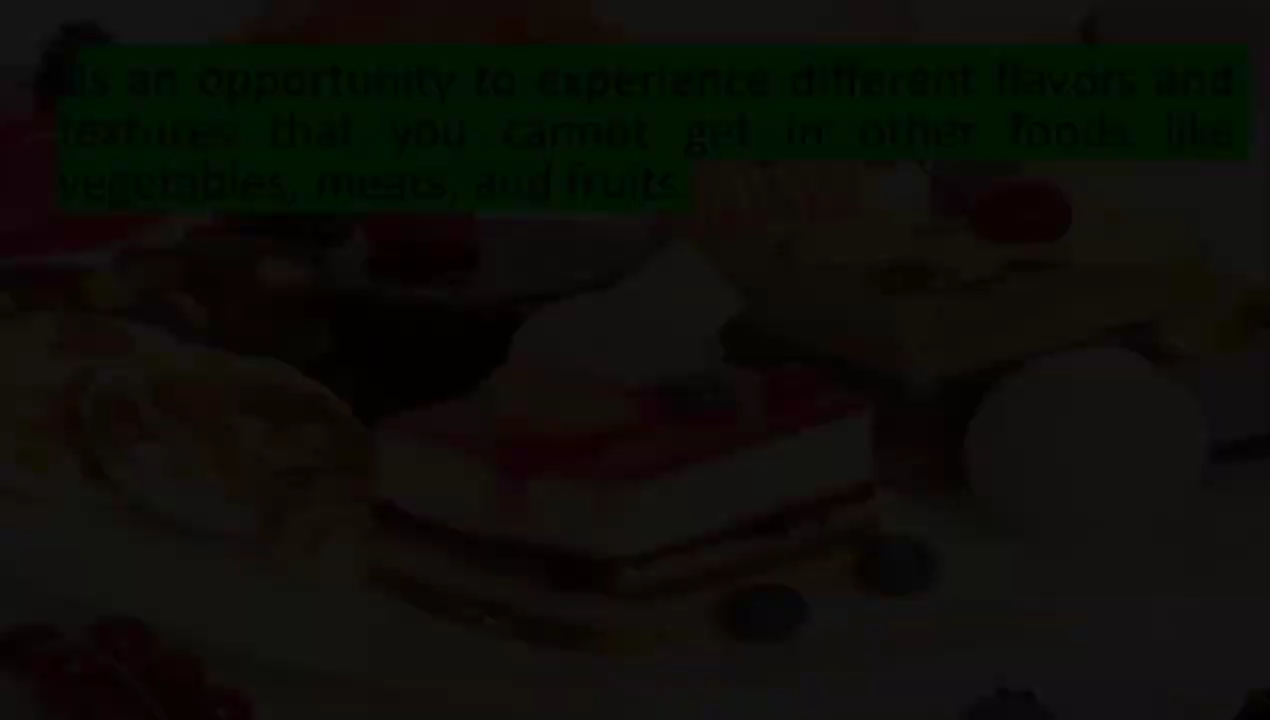 Is an opportunity to experience different flavors and
textures that you cannot get in other foods like
vegetables, meats, and fruits.